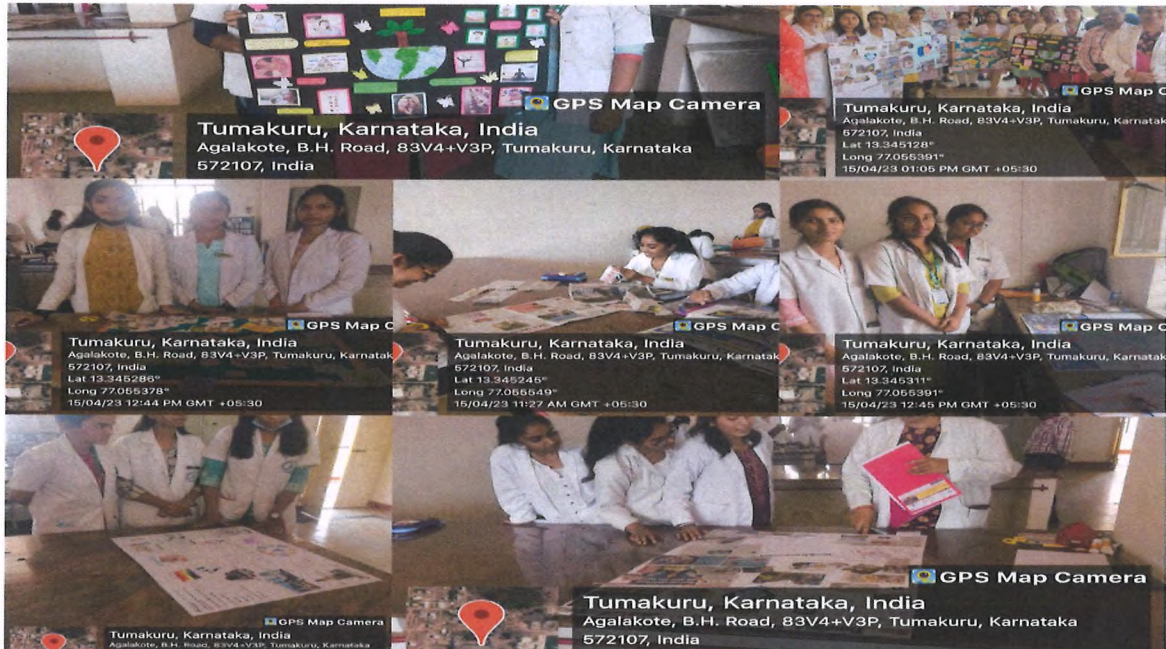 GPS Map Camera
Tumakuru, Karnataka, India
Agalakote, B.H. Road, 83V4+V3P, Tumakuru, Karnataka
572107, India
GPS Map C
Tumakuru, Karnataka, India
Agalakote, B.H. Road, 83V4+V3P, Tumakuru, Karnatak
572107, India
Lat 13.345128°
Long 77.055391°
15/04/23 01:05 PM GMT +05:30
GPS Map C
Tumakuru, Karnataka, India
Agalakote, B.H. Road, 83V4+V3P, Tumakuru, Karnatak
572107, India
Lat 13.345286°
Long 77.055378°
15/04/23 12:44 PM GMT +05:30
GPS Map C
Tumakuru, Karnataka, India
Agalakote, B.H. Road, 83V4+V3P, Tumakuru, Karnatak
572107, India
Lat 13.345245°
Long 77.055549°
15/04/23 11:27 AM GMT +05:30
GPS Map C
Tumakuru, Karnataka, India
Agalakote, B.H. Road, 83V4+V3P, Tumakuru, Karnatak
572107, India
Lat 13.345311°
Long 77.055391°
15/04/23 12:45 PM GMT +05:30
GPS Map Camera
Tumakuru, Karnataka, India
Agalakote, B.H. Road, 83V4+V3P, Tumakuru, Karnataka
GPS Map Camera
Tumakuru, Karnataka, India
Agalakote, B.H. Road, 83V4+V3P, Tumakuru, Karnataka
572107, India